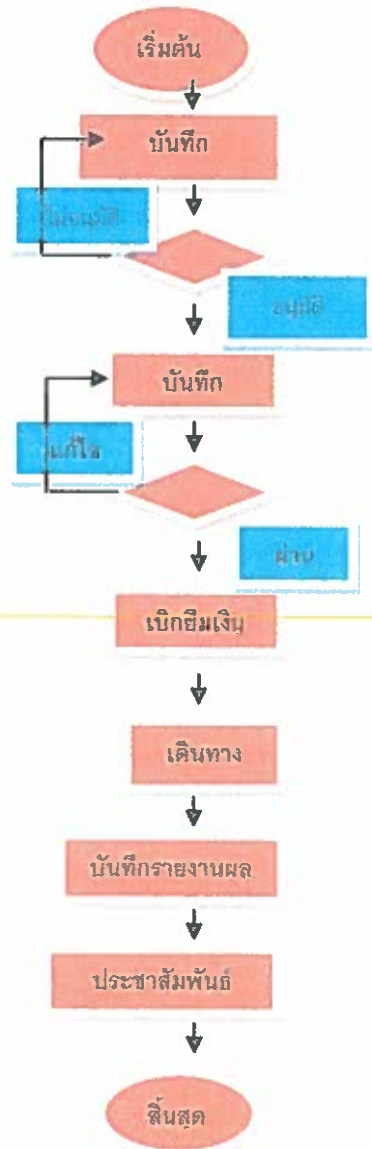 เริ่มต้น
บันทึก
ไม่อนุมัติ
อนุมัติ
บันทึก
แก้ไข
ผ่าน
เบิกยืมเงิน
เดินทาง
บันทึกรายงานผล
ประชาสัมพันธ์
สิ้นสุด